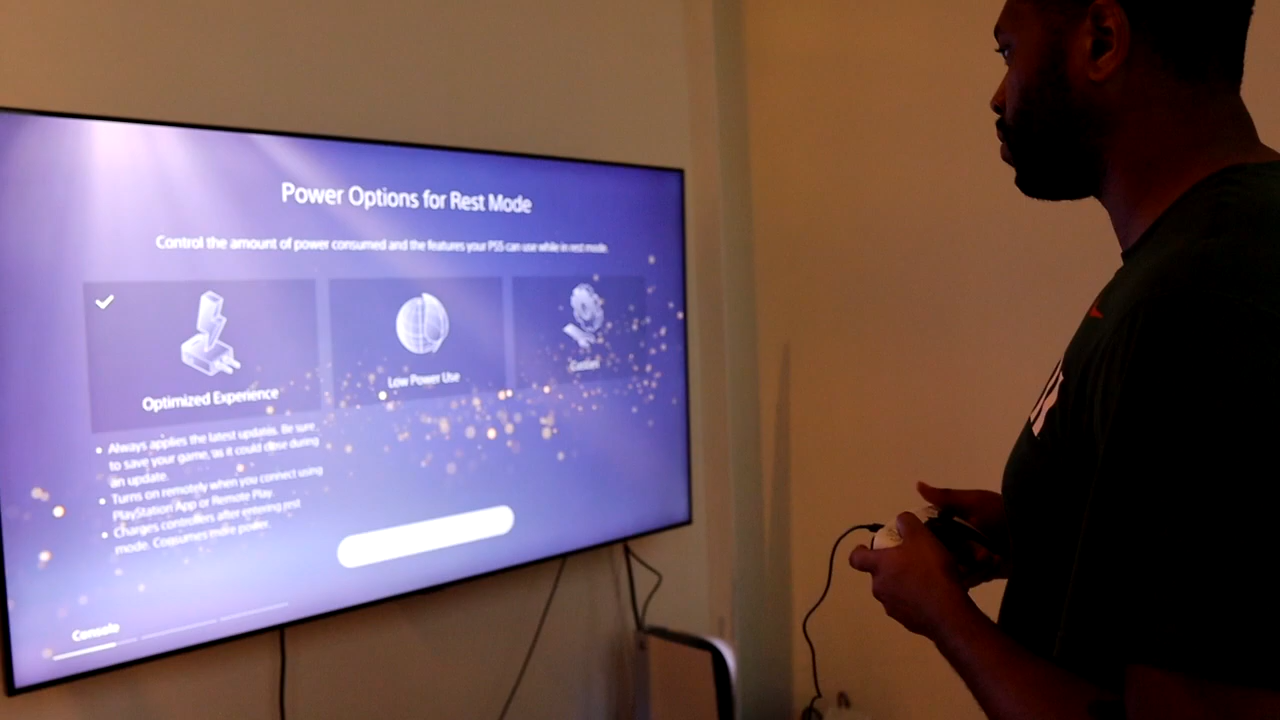 Power Options for Rest Mode
Control the amount of power consumed and the features your PS5 can use while in rest mode.
Optimized Experience
Low Power Use
Custom
• Always applies the latest updates. Be sure
to save your game, as it could close during
an update.
• Turns on remotely when you connect using
PlayStation App or Remote Play.
• Charges controllers after entering rest
mode. Consumes more power.
Console